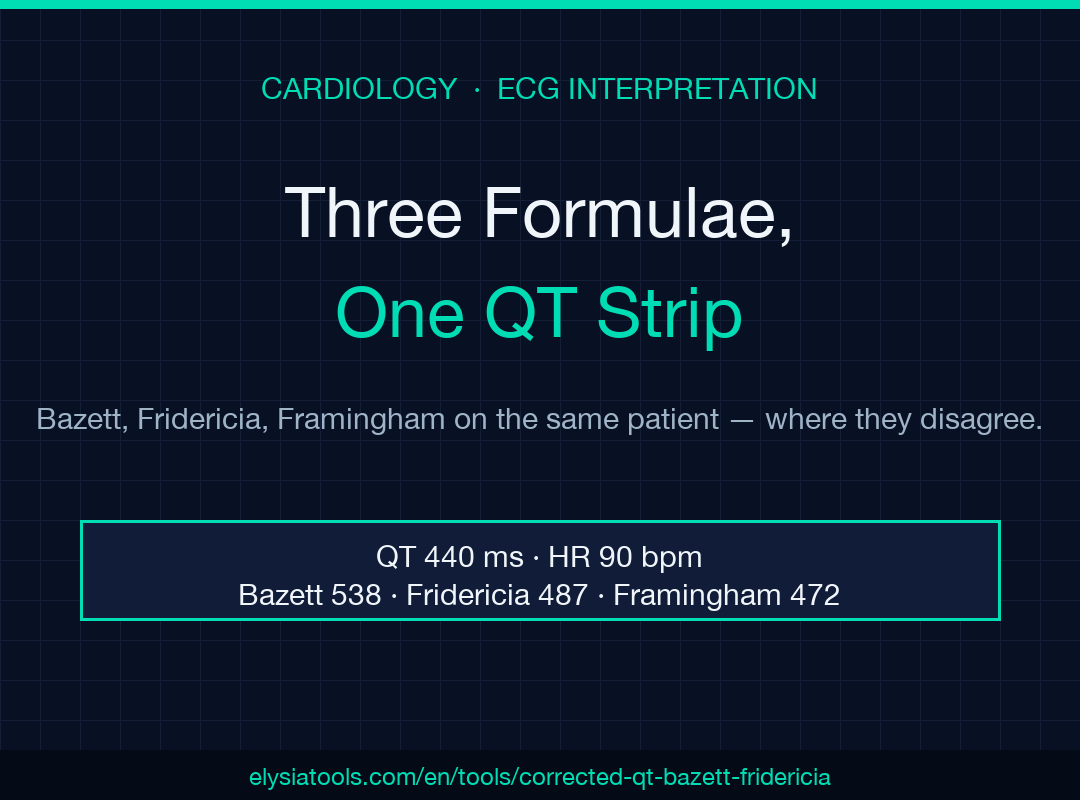 CARDIOLOGY · ECG INTERPRETATION
Three Formulae,
One QT Strip
Bazett, Fridericia, Framingham on the same patient — where they disagree.
QT 440 ms · HR 90 bpm
Bazett 538 · Fridericia 487 · Framingham 472
elysiatools.com/en/tools/corrected-qt-bazett-fridericia